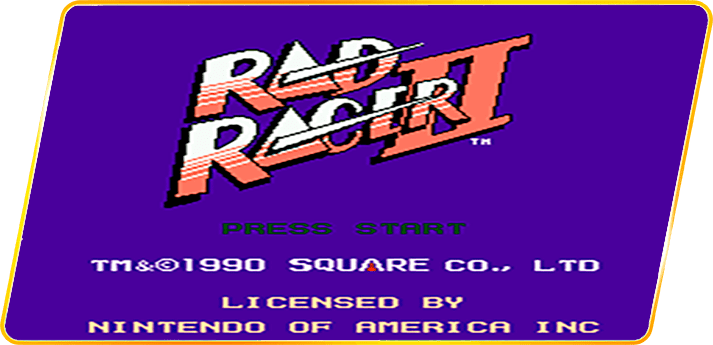 RAD
RACER II
TM
PRESS START
TM&©1990 SQUARE CO., LTD
LICENSED BY
NINTENDO OF AMERICA INC